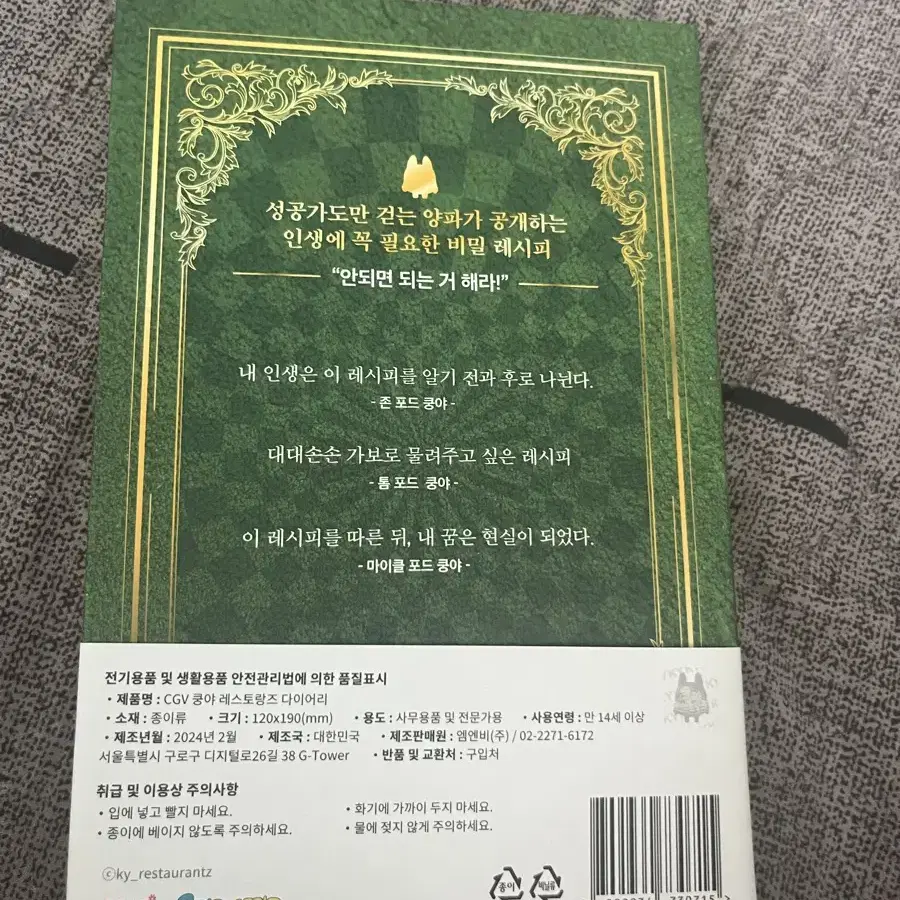 성공가도만 걷는 양파가 공개하는
인생에 꼭 필요한 비밀 레시피
“안되면 되는 거 해라!”
내 인생은 이 레시피를 알기 전과 후로 나뉜다.
- 존 포드 쿵야 -
대대손손 가보로 물려주고 싶은 레시피
- 톰 포드 쿵야 -
이 레시피를 따른 뒤, 내 꿈은 현실이 되었다.
- 마이클 포드 쿵야 -
전기용품 및 생활용품 안전관리법에 의한 품질표시
• 제품명 : CGV 쿵야 레스토랑즈 다이어리
• 소재 : 종이류 • 크기 : 120x190(mm) • 용도 : 사무용품 및 전문가용 • 사용연령 : 만 14세 이상
• 제조년월 : 2024년 2월 • 제조국 : 대한민국 • 제조판매원 : 엠엔비(주) / 02-2271-6172
서울특별시 구로구 디지털로26길 38 G-Tower • 반품 및 교환처 : 구입처
취급 및 이용상 주의사항
• 입에 넣고 빨지 마세요. • 화기에 가까이 두지 마세요.
• 종이에 베이지 않도록 주의하세요. • 물에 젖지 않게 주의하세요.
ⓒky_restaurantz
종이 비닐류